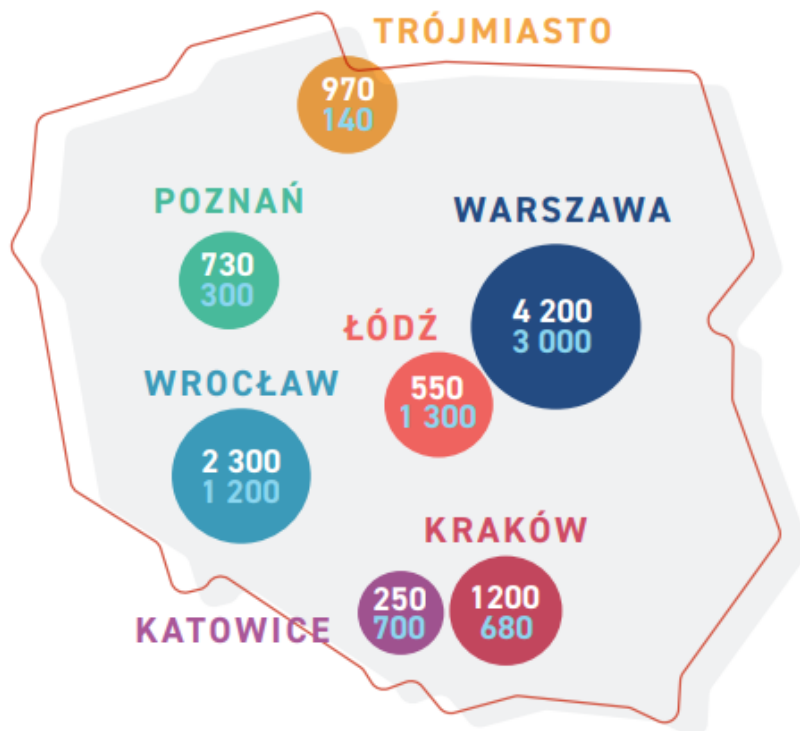 TRÓJMIASTO
970
140
POZNAŃ
730
300
WARSZAWA
4 200
3 000
ŁÓDŹ
550
1 300
WROCŁAW
2 300
1 200
KRAKÓW
1200
680
KATOWICE
250
700